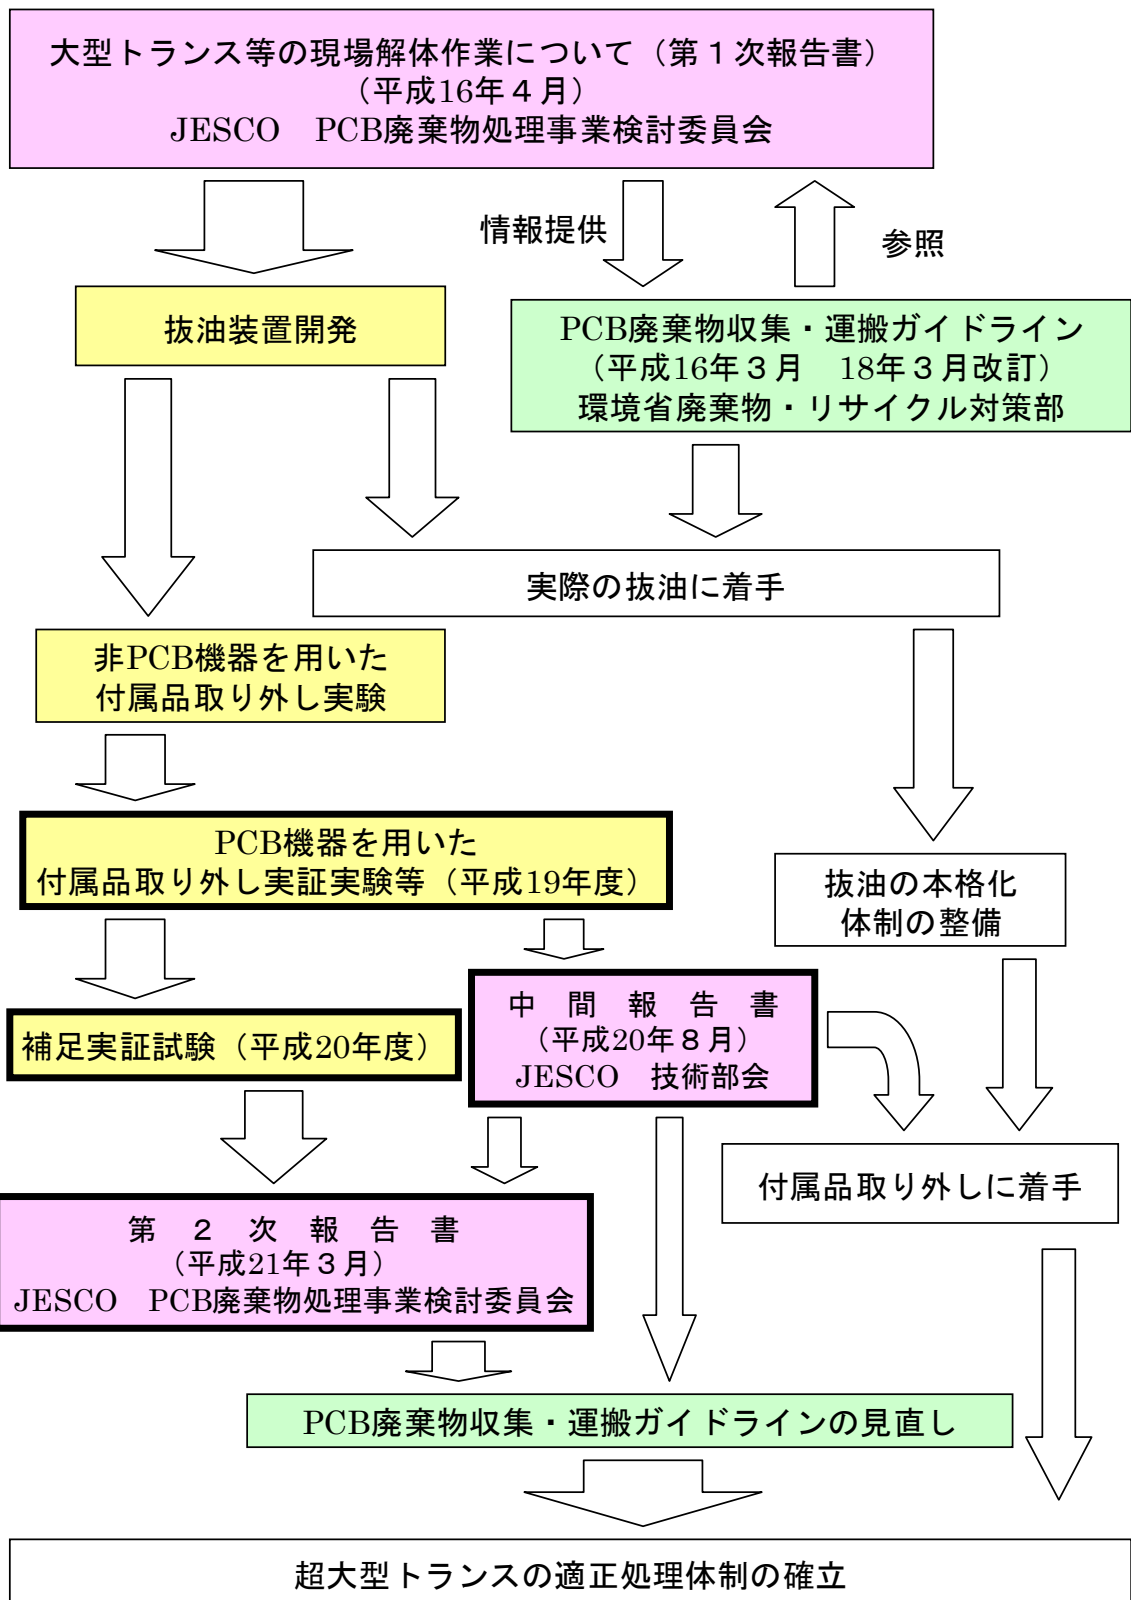 大型トランス等の現場解体作業について（第１次報告書）
（平成16年４月）
JESCO　PCB廃棄物処理事業検討委員会
情報提供
参照
抜油装置開発
PCB廃棄物収集・運搬ガイドライン
（平成16年３月　18年３月改訂）
環境省廃棄物・リサイクル対策部
実際の抜油に着手
非PCB機器を用いた
付属品取り外し実験
PCB機器を用いた
付属品取り外し実証実験等（平成19年度）
抜油の本格化
体制の整備
中　間　報　告　書
（平成20年８月）
JESCO　技術部会
補足実証試験（平成20年度）
付属品取り外しに着手
第　２　次　報　告　書
（平成21年３月）
JESCO　PCB廃棄物処理事業検討委員会
PCB廃棄物収集・運搬ガイドラインの見直し
超大型トランスの適正処理体制の確立